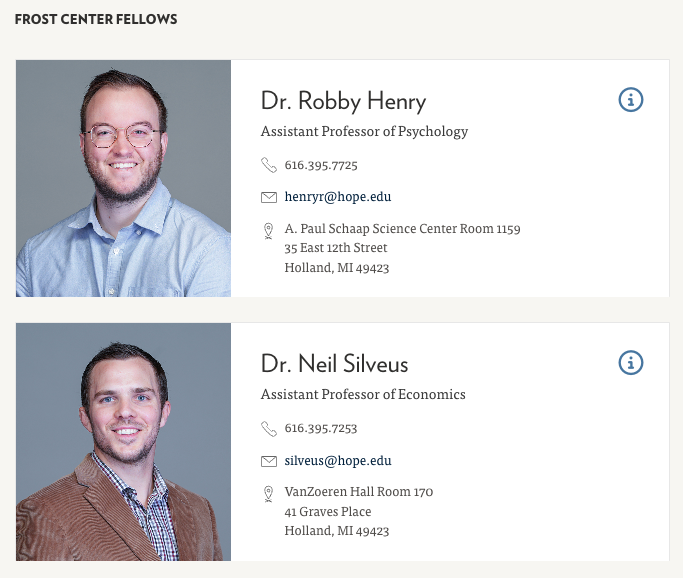 FROST CENTER FELLOWS
Dr. Robby Henry
Assistant Professor of Psychology
616.395.7725
henryr@hope.edu
A. Paul Schaap Science Center Room 1159
35 East 12th Street
Holland, MI 49423
Dr. Neil Silveus
Assistant Professor of Economics
616.395.7253
silveus@hope.edu
VanZoeren Hall Room 170
41 Graves Place
Holland, MI 49423